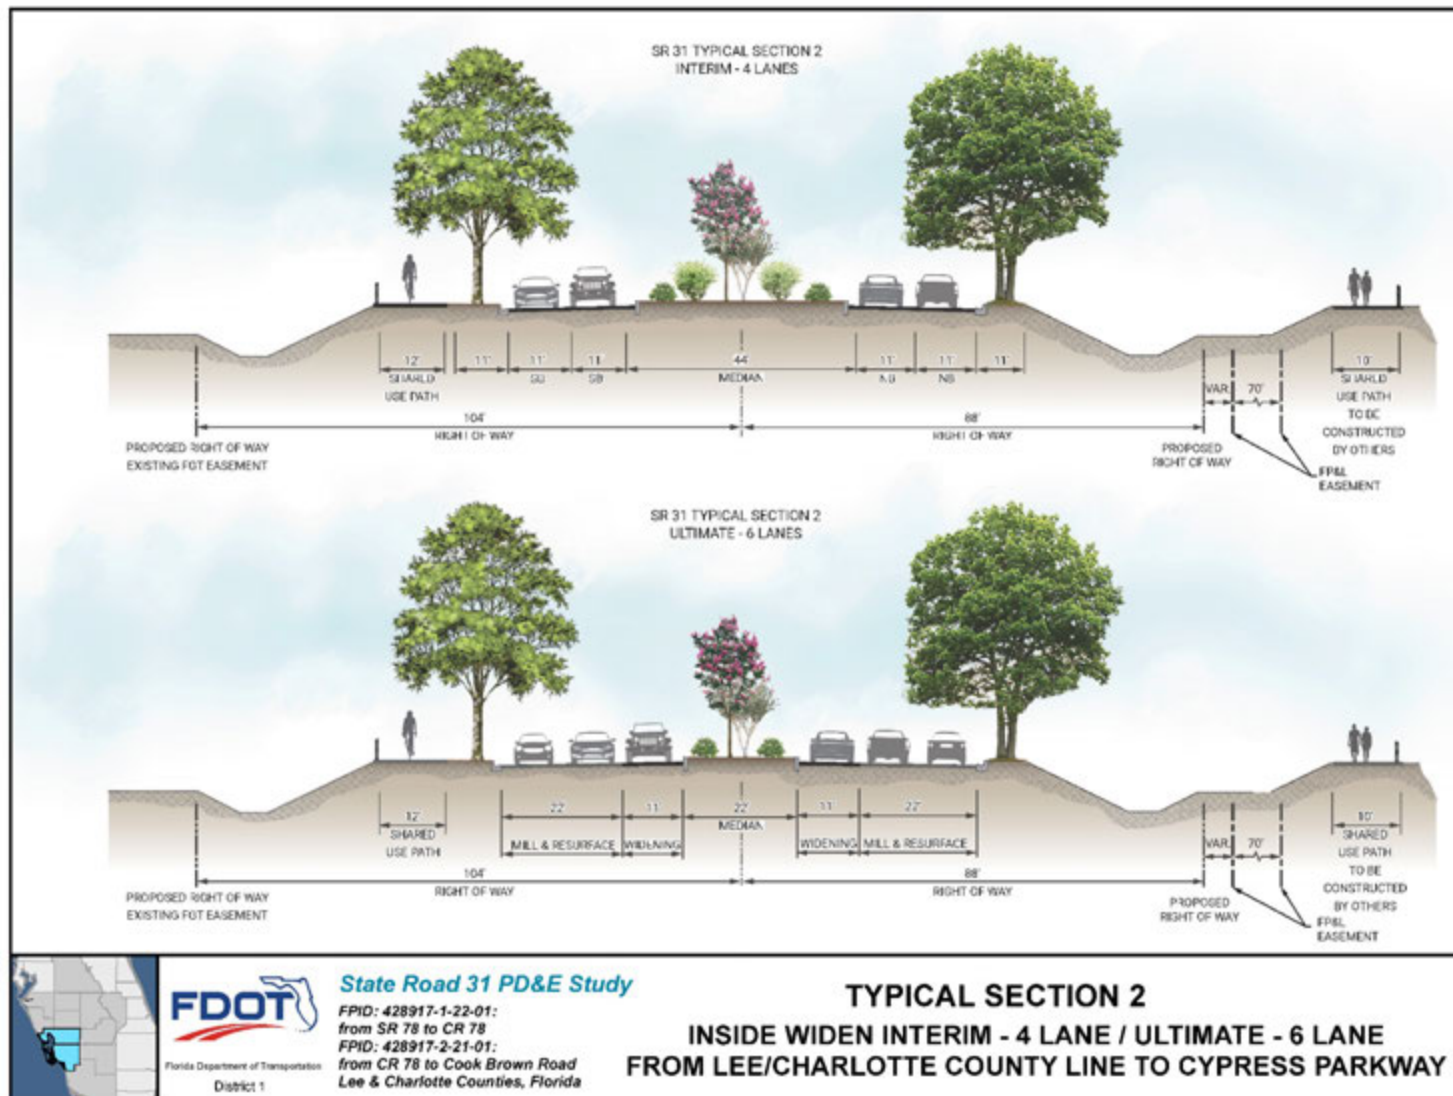 SR 31 TYPICAL SECTION 2
INTERIM - 4 LANES
12'
11'
11'
11'
44'
11'
11'
11'
VAR.
70'
10'
SHARED
USE PATH
SB
SB
MEDIAN
NB
NB
SHARED
USE PATH
TO BE
CONSTRUCTED
BY OTHERS
104'
RIGHT OF WAY
88'
RIGHT OF WAY
PROPOSED RIGHT OF WAY
EXISTING FGT EASEMENT
PROPOSED
RIGHT OF WAY
FP&L
EASEMENT
SR 31 TYPICAL SECTION 2
ULTIMATE - 6 LANES
12'
SHARED
USE PATH
22'
11'
22'
11'
22'
MILL & RESURFACE
WIDENING
MEDIAN
WIDENING
MILL & RESURFACE
VAR.
70'
10'
SHARED
USE PATH
TO BE
CONSTRUCTED
BY OTHERS
104'
RIGHT OF WAY
88'
RIGHT OF WAY
PROPOSED RIGHT OF WAY
EXISTING FGT EASEMENT
PROPOSED
RIGHT OF WAY
FP&L
EASEMENT
FDOT
Florida Department of Transportation
District 1
State Road 31 PD&E Study
FPID: 428917-1-22-01:
from SR 78 to CR 78
FPID: 428917-2-21-01:
from CR 78 to Cook Brown Road
Lee & Charlotte Counties, Florida
TYPICAL SECTION 2
INSIDE WIDEN INTERIM - 4 LANE / ULTIMATE - 6 LANE
FROM LEE/CHARLOTTE COUNTY LINE TO CYPRESS PARKWAY